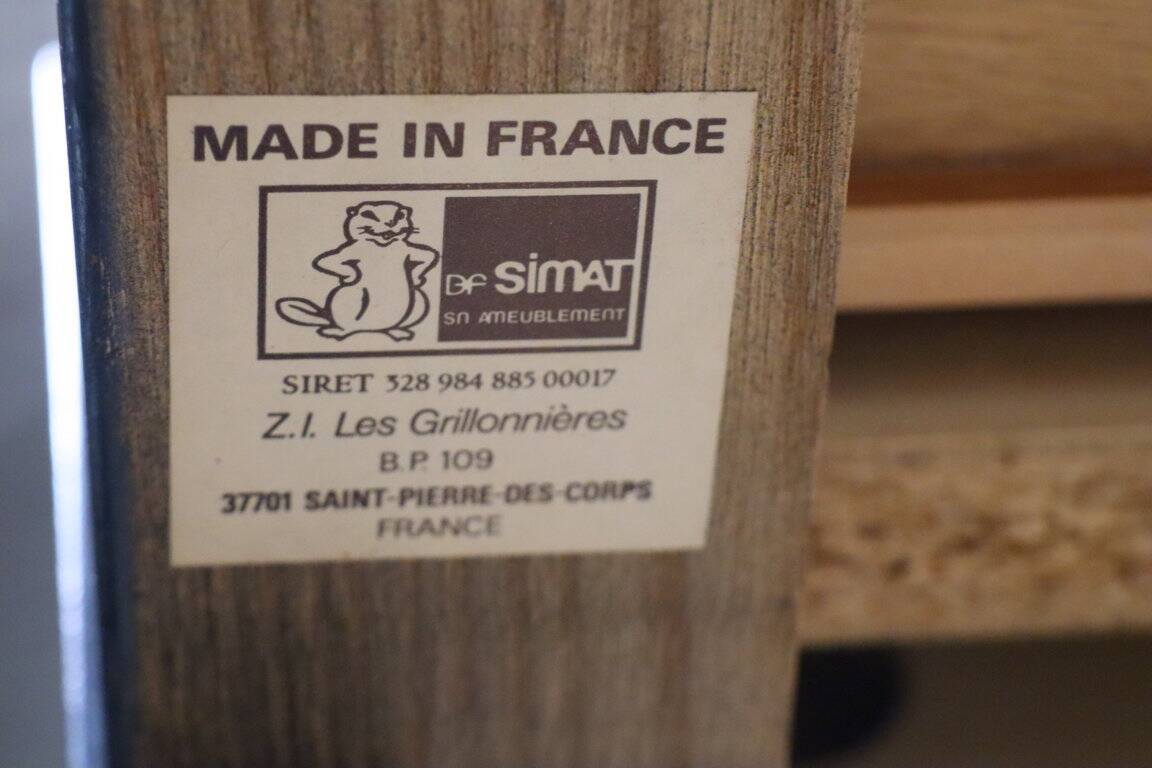 MADE IN FRANCE
DF SiMAT
SN AMEUBLEMENT
SIRET 328 984 885 00017
Z.I. Les Grillonnières
B.P. 109
37701 SAINT-PIERRE-DES-CORPS
FRANCE